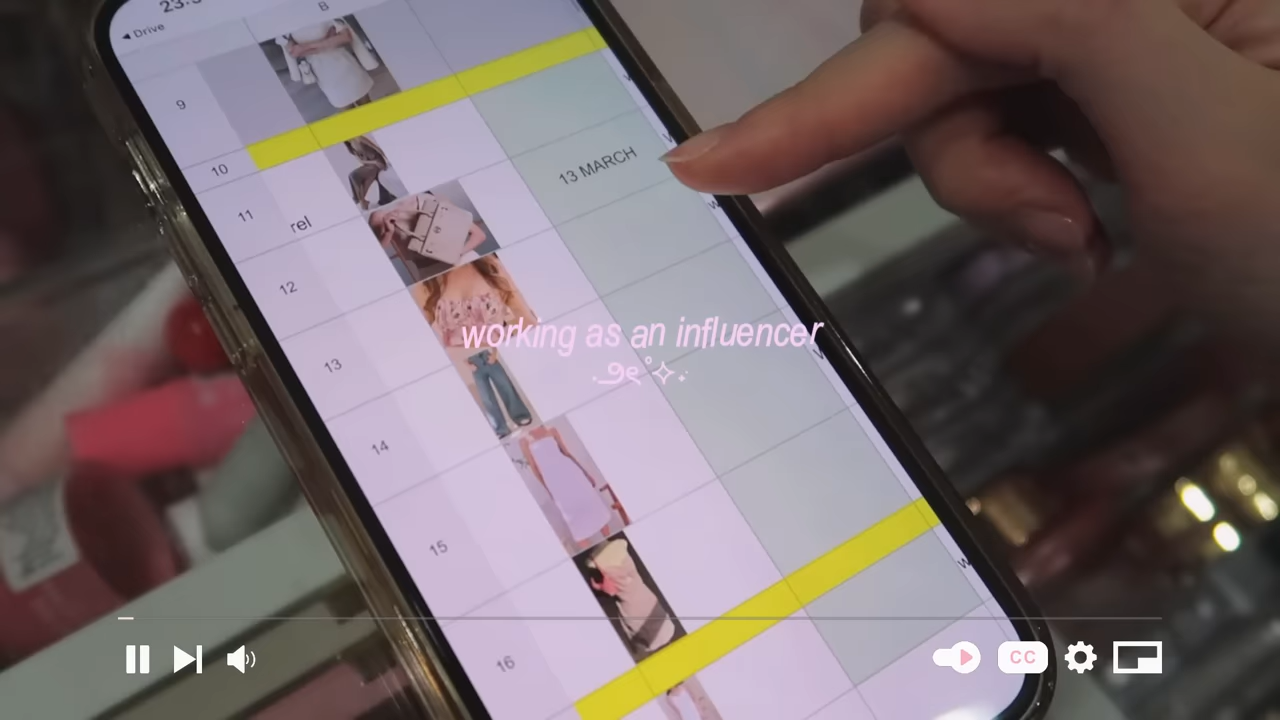 Drive
B
9
10
11
rel
13 MARCH
12
13
working as an influencer
14
15
16
CC